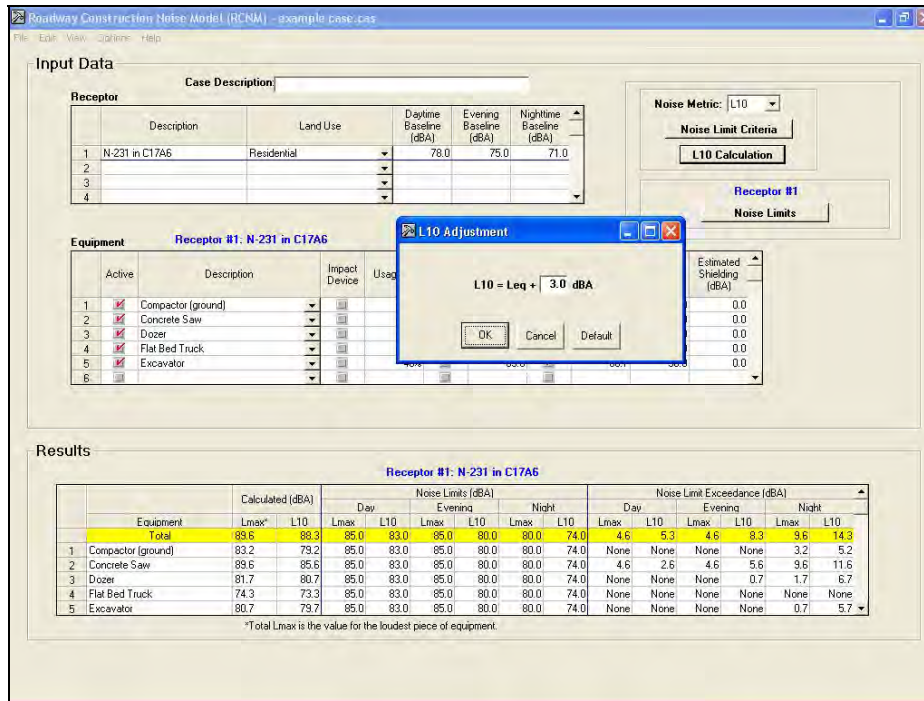 Roadway Construction Noise Model (RCNM) - example case.cas
File Edit View Options Help
Input Data
Case Description:
Receptor
Description Land Use Daytime Baseline (dBA) Evening Baseline (dBA) Nighttime Baseline (dBA)
1 N-231 in C17A6 Residential 78.0 75.0 71.0
2
3
4
Noise Metric: L10
Noise Limit Criteria
L10 Calculation
Receptor #1
Noise Limits
Equipment Receptor #1: N-231 in C17A6
Active Description Impact Device Usag Estimated Shielding (dBA)
1 Compactor (ground) 0.0
2 Concrete Saw 0.0
3 Dozer 0.0
4 Flat Bed Truck 0.0
5 Excavator 0.0
6
L10 Adjustment
L10 = Leq + 3.0 dBA
OK Cancel Default
Results
Receptor #1: N-231 in C17A6
Calculated (dBA) Noise Limits (dBA) Noise Limit Exceedance (dBA)
Day Evening Night Day Evening Night
Equipment Lmax* L10 Lmax L10 Lmax L10 Lmax L10 Lmax L10 Lmax L10 Lmax L10
Total 89.6 88.3 85.0 83.0 85.0 80.0 80.0 74.0 4.6 5.3 4.6 8.3 9.6 14.3
1 Compactor (ground) 83.2 79.2 85.0 83.0 85.0 80.0 80.0 74.0 None None None None 3.2 5.2
2 Concrete Saw 89.6 85.6 85.0 83.0 85.0 80.0 80.0 74.0 4.6 2.6 4.6 5.6 9.6 11.6
3 Dozer 81.7 80.7 85.0 83.0 85.0 80.0 80.0 74.0 None None None 0.7 1.7 6.7
4 Flat Bed Truck 74.3 73.3 85.0 83.0 85.0 80.0 80.0 74.0 None None None None None None
5 Excavator 80.7 79.7 85.0 83.0 85.0 80.0 80.0 74.0 None None None None 0.7 5.7
*Total Lmax is the value for the loudest piece of equipment.